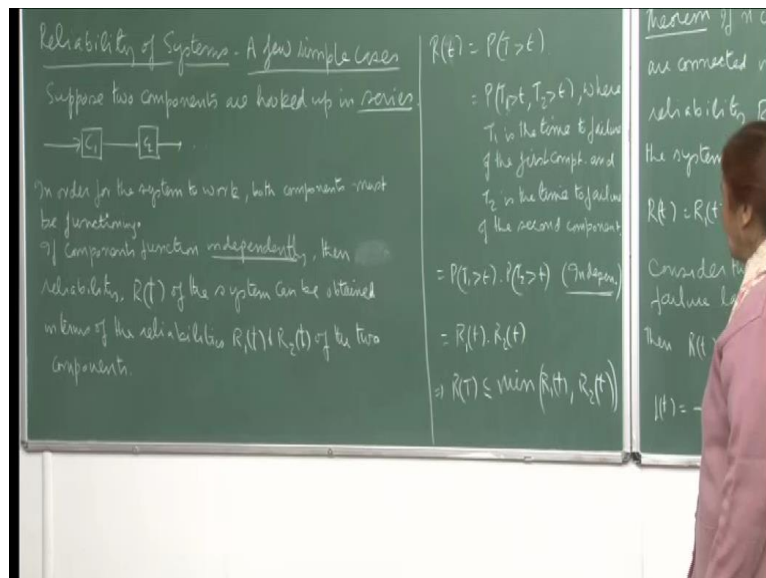 Reliability of Systems - A few simple cases
Suppose two components are hooked up in series.
C1 C2
In order for the system to work, both components must
be functioning.
If components function independently, then
reliability, R(t) of the system can be obtained
in terms of the reliabilities R1(t) & R2(t) of the two
components.
R(t) = P(T>t)
= P(T1>t, T2>t), where
T1 is the time to failure
of the first compt. and
T2 is the time to failure
of the second component.
= P(T1>t). P(T2>t) (Indepen.)
= R1(t). R2(t)
⇒ R(T) ≤ min(R1(t), R2(t))
Theorem If n c
are connected
reliability R
the system
R(t) = R1(t)
Consider
failure la
Then R(t)
f(t) = -